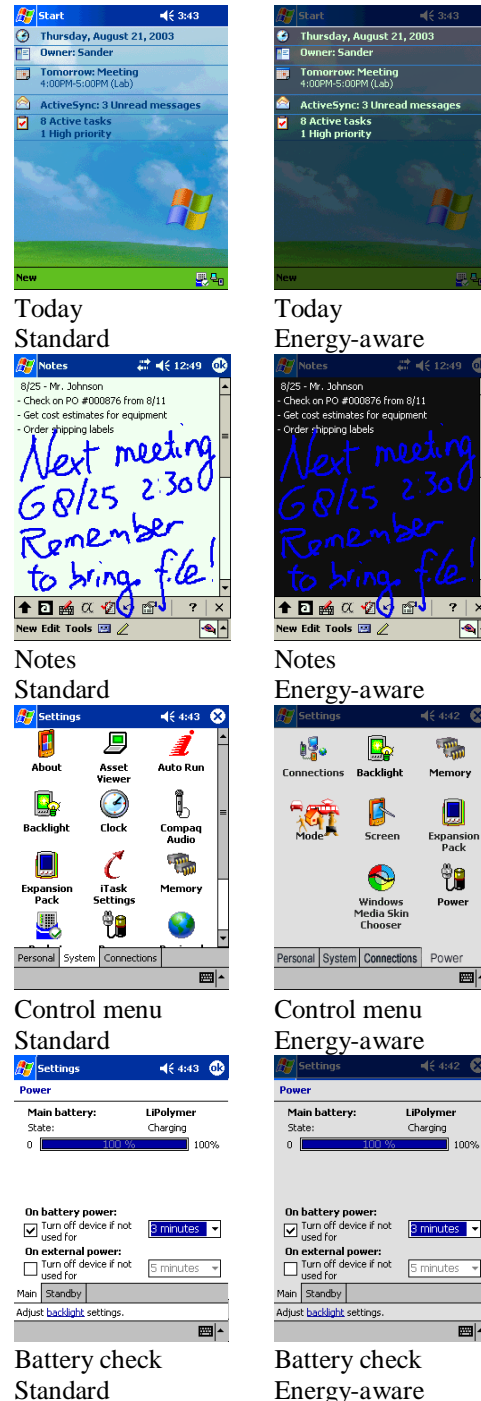 Start 3:43
Thursday, August 21, 2003
Owner: Sander
Tomorrow: Meeting
4:00PM-5:00PM (Lab)
ActiveSync: 3 Unread messages
8 Active tasks
1 High priority
New
Today
Standard
Start 3:43
Thursday, August 21, 2003
Owner: Sander
Tomorrow: Meeting
4:00PM-5:00PM (Lab)
ActiveSync: 3 Unread messages
8 Active tasks
1 High priority
New
Today
Energy-aware
Notes 12:49 ok
8/25 - Mr. Johnson
- Check on PO #000876 from 8/11
- Get cost estimates for equipment
- Order shipping labels
Next meeting
8/25 2:30
Remember
to bring file!
New Edit Tools
Notes
Standard
Notes 12:49
8/25 - Mr. Johnson
- Check on PO #000876 from 8/11
- Get cost estimates for equipment
- Order shipping labels
Next meeting
8/25 2:30
Remember
to bring file!
New Edit Tools
Notes
Energy-aware
Settings 4:43
About Asset Viewer Auto Run
Backlight Clock Compaq Audio
Expansion Pack iTask Settings Memory
Personal System Connections
Control menu
Standard
Settings 4:42
Connections Backlight Memory
Mode Screen Expansion Pack
Windows Media Skin Chooser Power
Personal System Connections Power
Control menu
Energy-aware
Settings 4:43 ok
Power
Main battery: LiPolymer
State: Charging
0 100 % 100%
On battery power:
Turn off device if not used for 3 minutes
On external power:
Turn off device if not used for 5 minutes
Main Standby
Adjust backlight settings.
Battery check
Standard
Settings 4:42
Power
Main battery: LiPolymer
State: Charging
0 100 % 100%
On battery power:
Turn off device if not used for 3 minutes
On external power:
Turn off device if not used for 5 minutes
Main Standby
Adjust backlight settings.
Battery check
Energy-aware